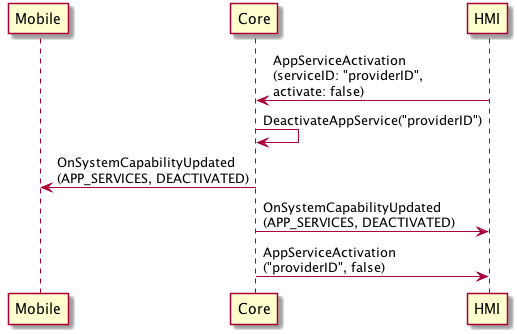 Mobile
Core
HMI
AppServiceActivation
(serviceID: "providerID",
activate: false)
DeactivateAppService("providerID")
OnSystemCapabilityUpdated
(APP_SERVICES, DEACTIVATED)
OnSystemCapabilityUpdated
(APP_SERVICES, DEACTIVATED)
AppServiceActivation
("providerID", false)
Mobile
Core
HMI